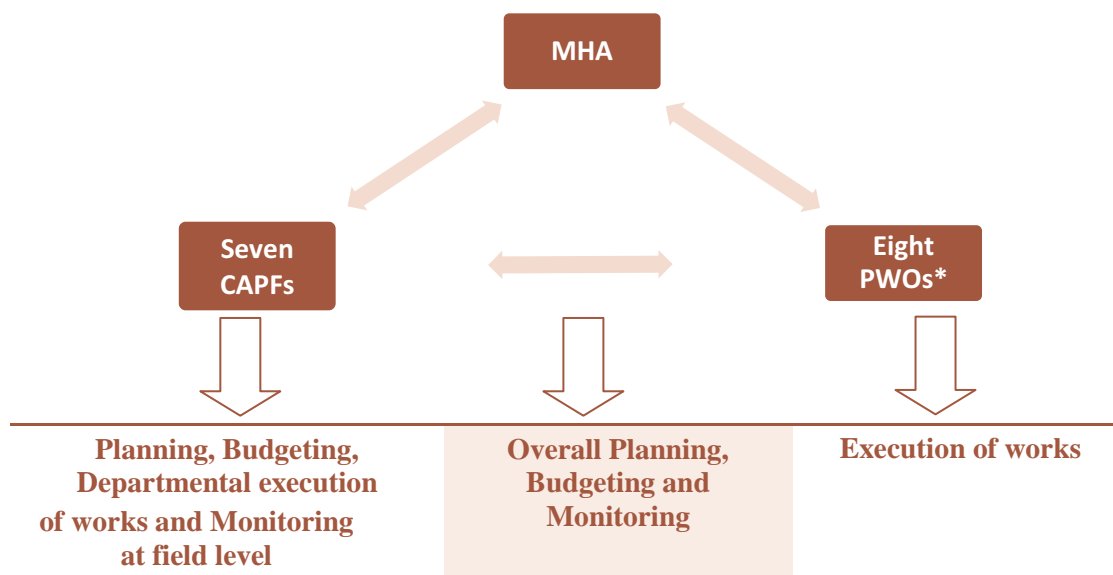 MHA
Seven
CAPFs
Eight
PWOs*
Planning, Budgeting,
Departmental execution
of works and Monitoring
at field level
Overall Planning,
Budgeting and
Monitoring
Execution of works